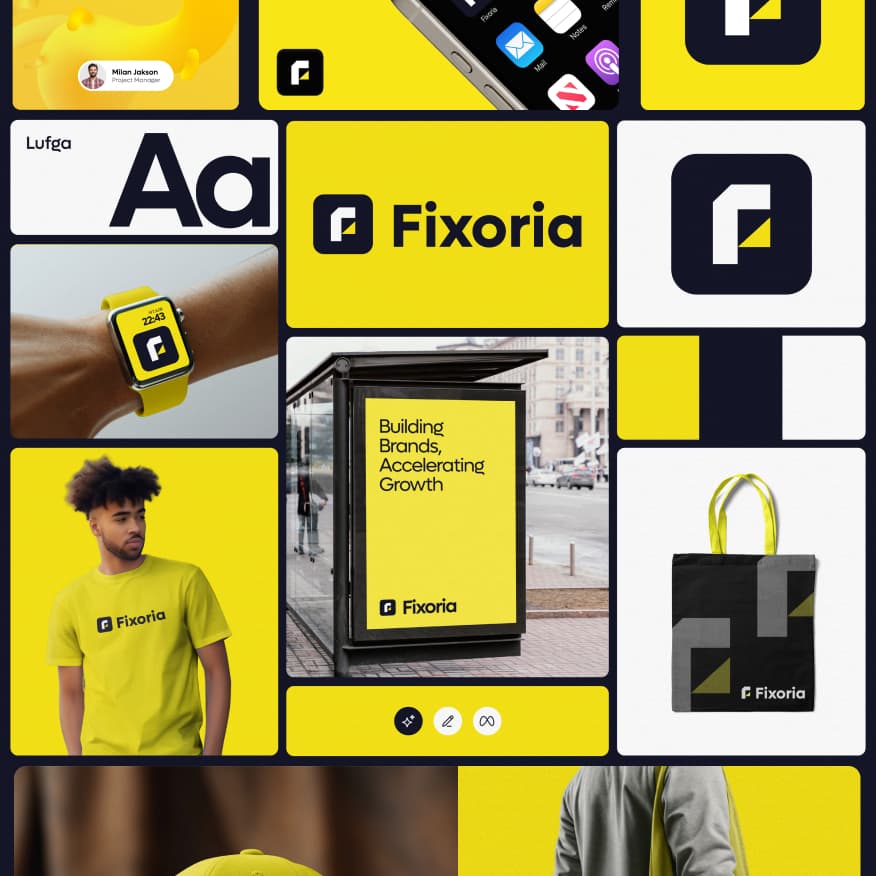 Milan Jakson
Project Manager
Fixoria
Mail
Notes
Lufga
Aa
Fixoria
22:43
Building
Brands,
Accelerating
Growth
Fixoria
Fixoria
Fixoria